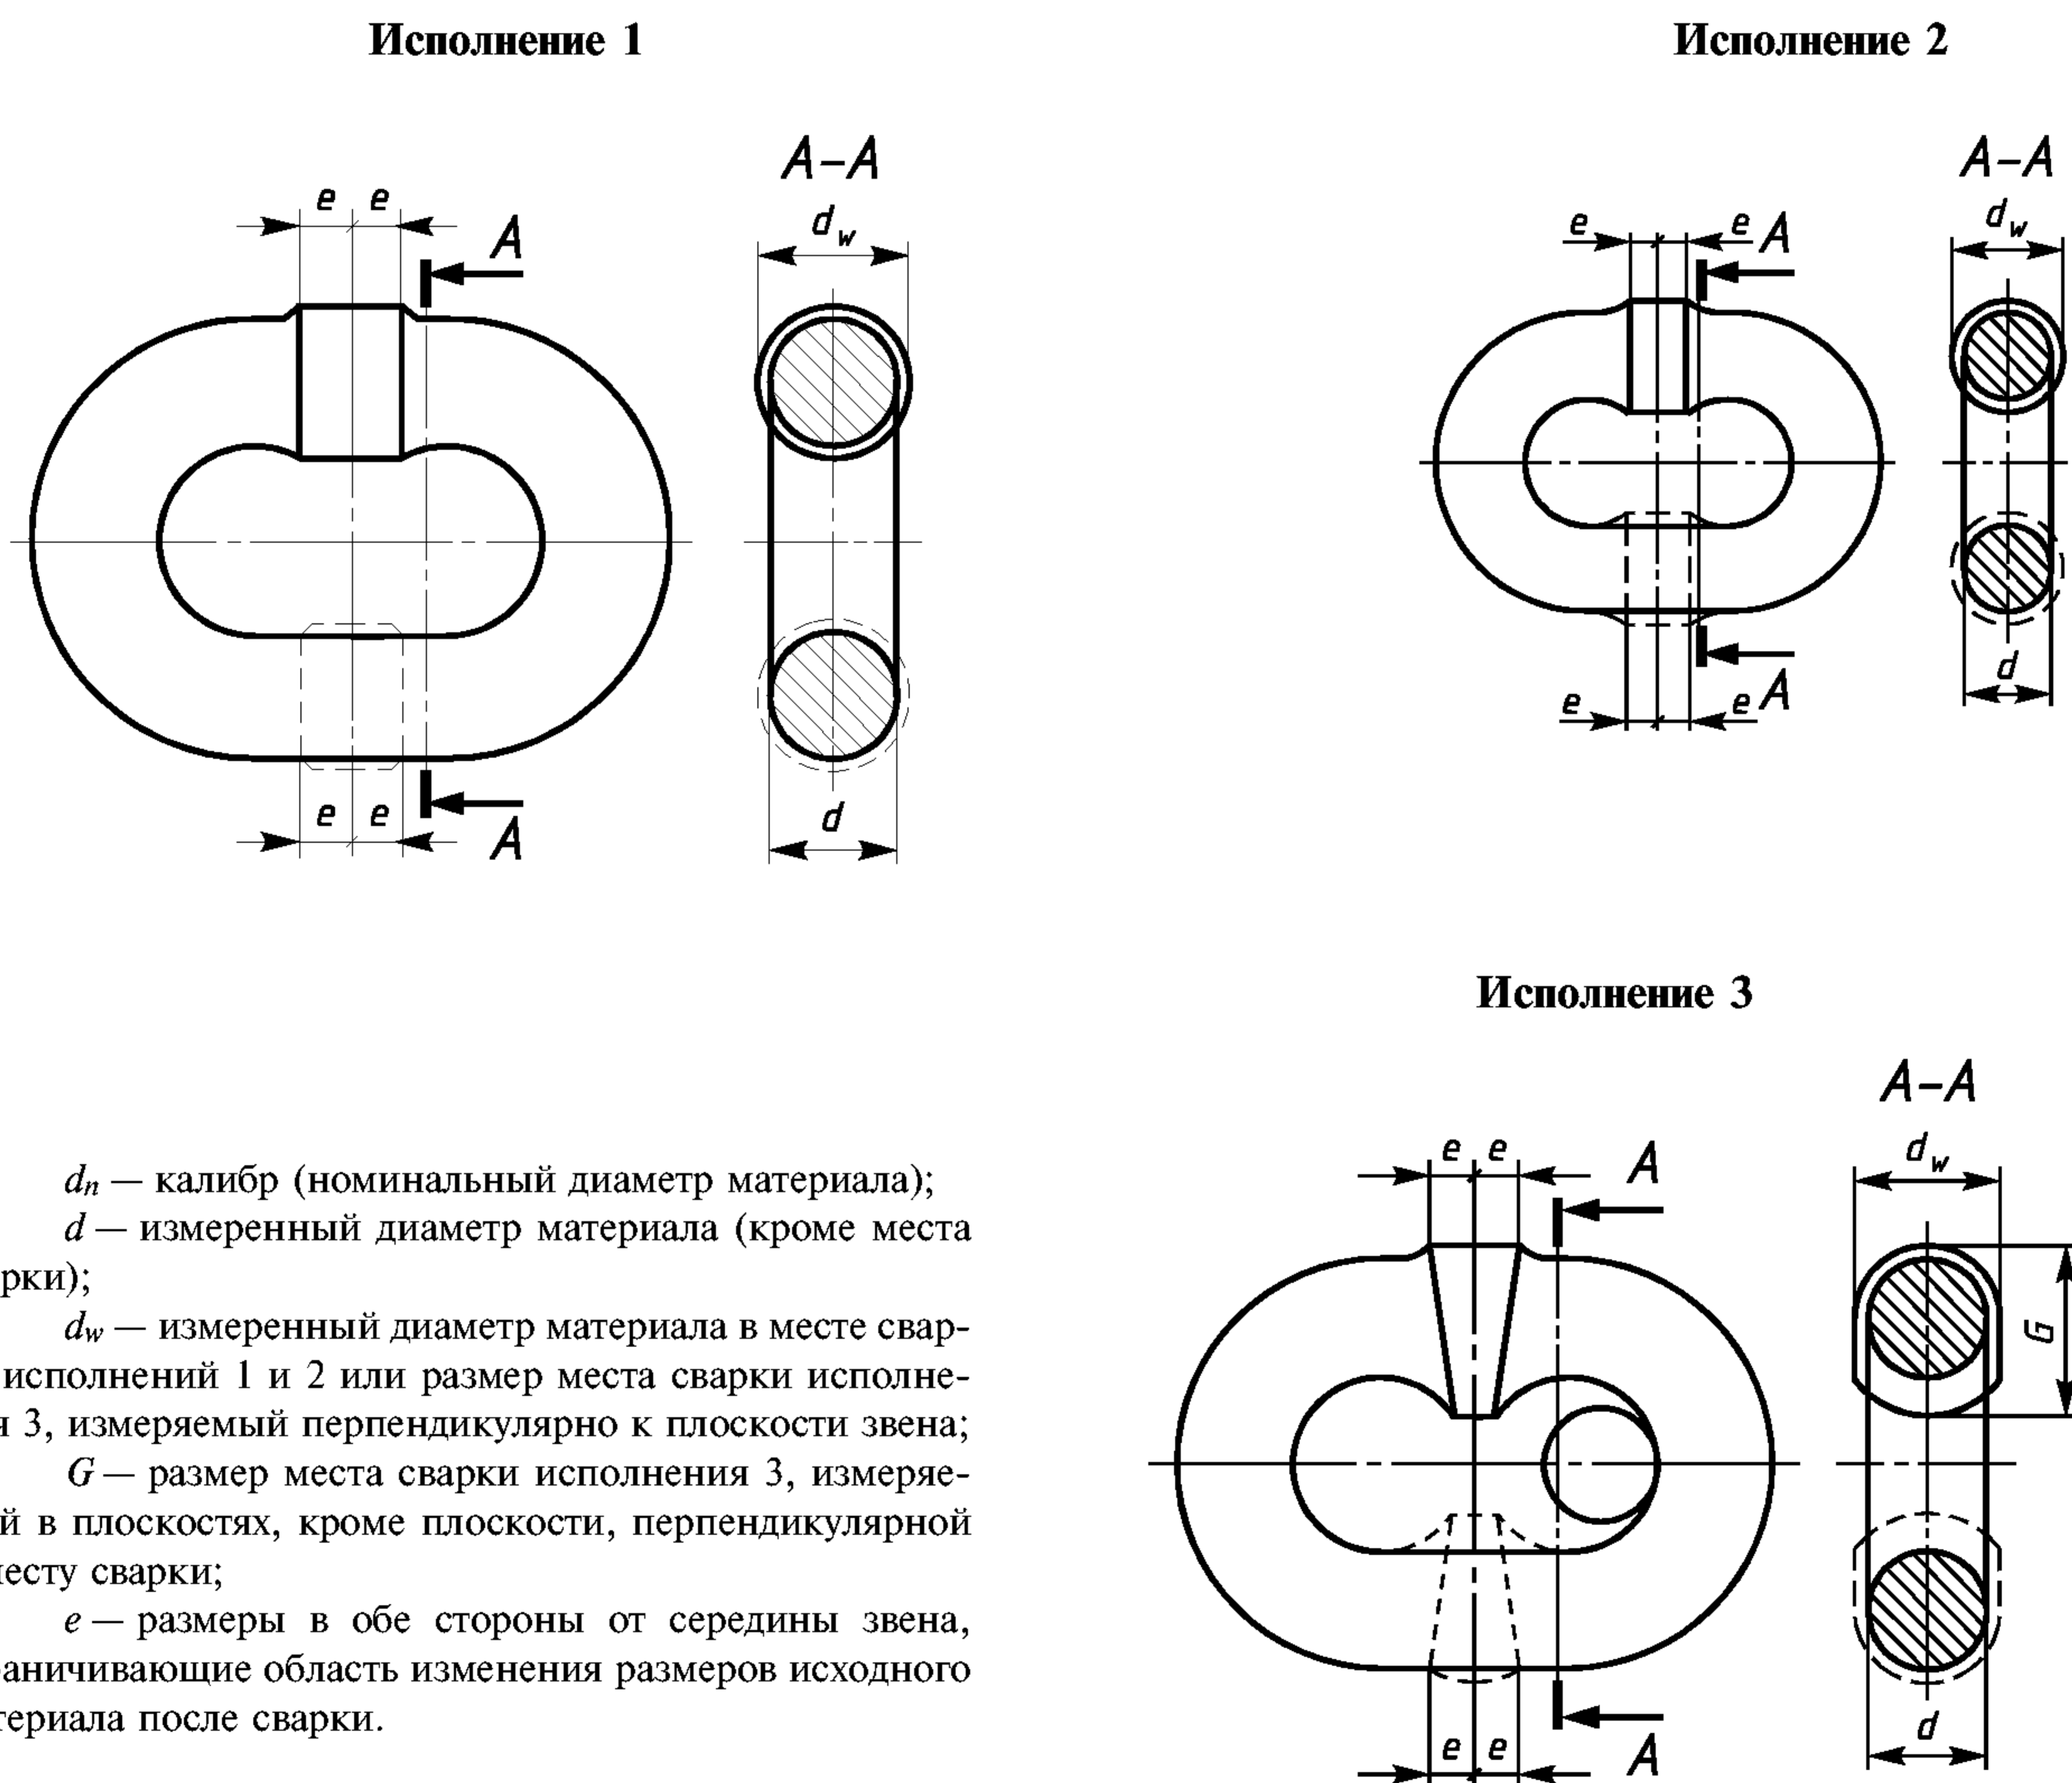 Исполнение 1
Исполнение 2
А–А
e e
А
d w
d
e e
А
А–А
e e А
d w
d
e e А
Исполнение 3
А–А
e e
А
d w
G
d
e e
А
dn — калибр (номинальный диаметр материала);
d — измеренный диаметр материала (кроме места
рки);
dw — измеренный диаметр материала в месте свар-
исполнений 1 и 2 или размер места сварки исполне-
я 3, измеряемый перпендикулярно к плоскости звена;
G — размер места сварки исполнения 3, измеряе-
й в плоскостях, кроме плоскости, перпендикулярной
есту сварки;
e — размеры в обе стороны от середины звена,
аничивающие область изменения размеров исходного
териала после сварки.